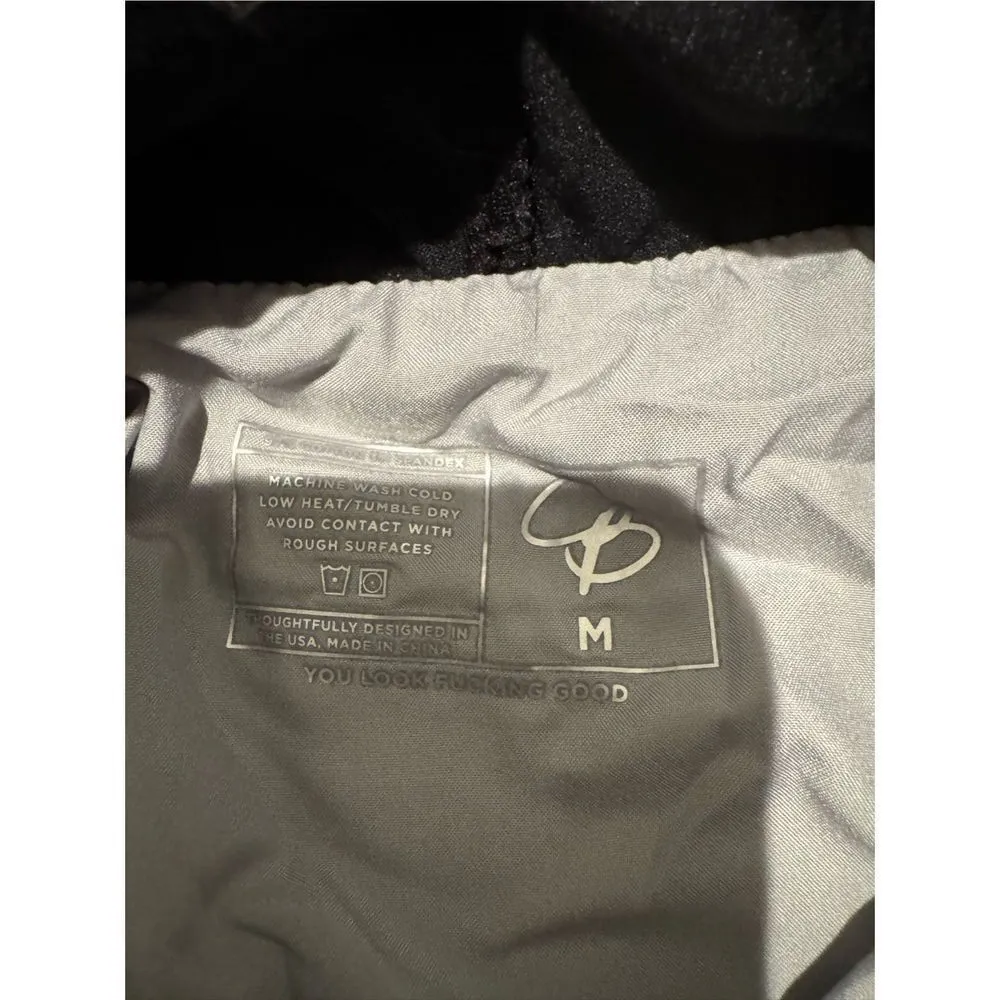 SPANDEX
MACHINE WASH COLD
LOW HEAT/TUMBLE DRY
AVOID CONTACT WITH
ROUGH SURFACES
THOUGHTFULLY DESIGNED IN
THE USA, MADE IN CHINA
B
M
YOU LOOK FUCKING GOOD